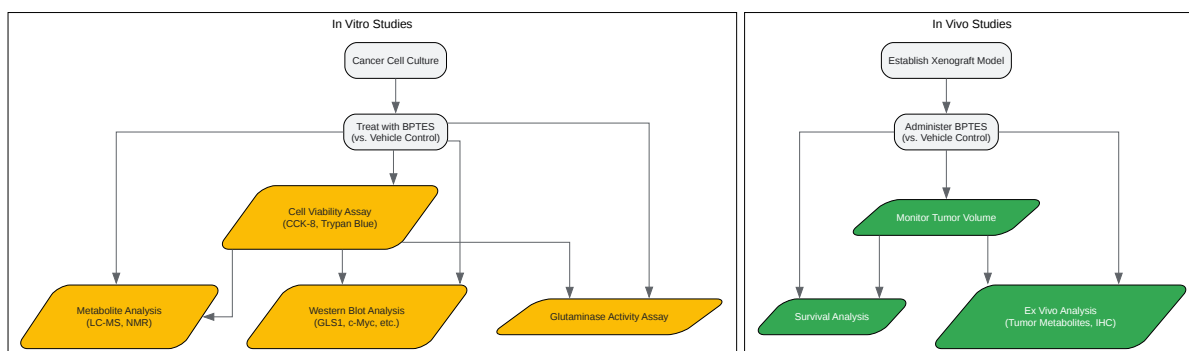 In Vitro Studies
Cancer Cell Culture
Treat with BPTES
(vs. Vehicle Control)
Cell Viability Assay
(CCK-8, Trypan Blue)
Metabolite Analysis
(LC-MS, NMR)
Western Blot Analysis
(GLS1, c-Myc, etc.)
Glutaminase Activity Assay
In Vivo Studies
Establish Xenograft Model
Administer BPTES
(vs. Vehicle Control)
Monitor Tumor Volume
Survival Analysis
Ex Vivo Analysis
(Tumor Metabolites, IHC)